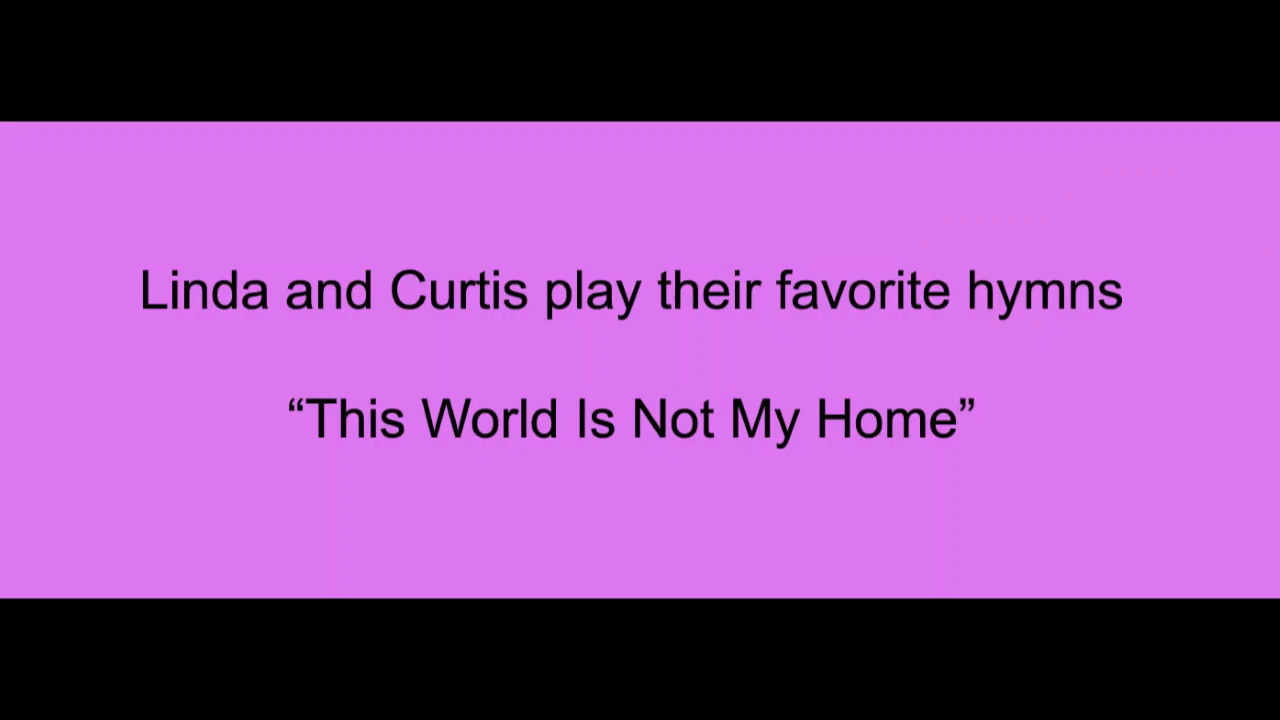 Linda and Curtis play their favorite hymns
“This World Is Not My Home”